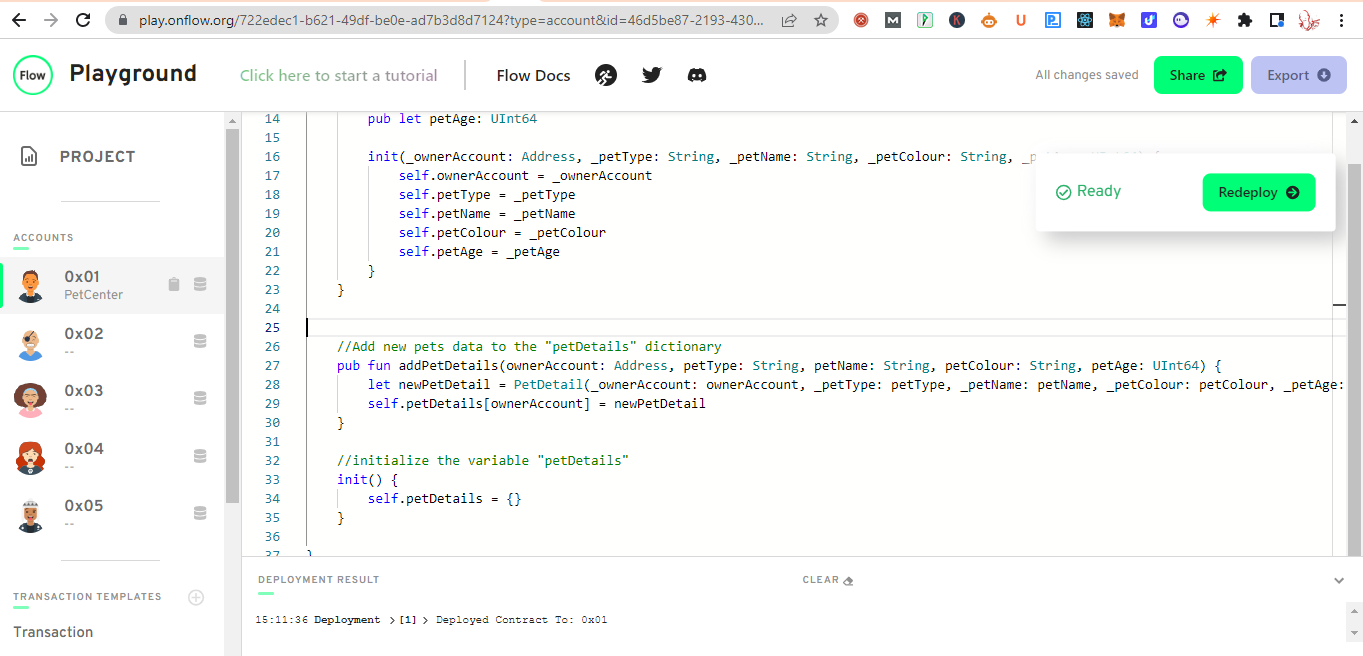 play.onflow.org/722edec1-b621-49df-be0e-ad7b3d8d7124?type=account&id=46d5be87-2193-430...
Flow
Playground
Click here to start a tutorial
Flow Docs
All changes saved
Share
Export
PROJECT
ACCOUNTS
0x01
PetCenter
0x02
--
0x03
--
0x04
--
0x05
--
TRANSACTION TEMPLATES
Transaction
14 pub let petAge: UInt64
15
16 init(_ownerAccount: Address, _petType: String, _petName: String, _petColour: String,
17 self.ownerAccount = _ownerAccount
18 self.petType = _petType
19 self.petName = _petName
20 self.petColour = _petColour
21 self.petAge = _petAge
22 }
23 }
24
25
26 //Add new pets data to the "petDetails" dictionary
27 pub fun addPetDetails(ownerAccount: Address, petType: String, petName: String, petColour: String, petAge: UInt64) {
28 let newPetDetail = PetDetail(_ownerAccount: ownerAccount, _petType: petType, _petName: petName, _petColour: petColour, _petAge:
29 self.petDetails[ownerAccount] = newPetDetail
30 }
31
32 //initialize the variable "petDetails"
33 init() {
34 self.petDetails = {}
35 }
36
37 }
Ready
Redeploy
DEPLOYMENT RESULT
CLEAR
15:11:36 Deployment > [1] > Deployed Contract To: 0x01